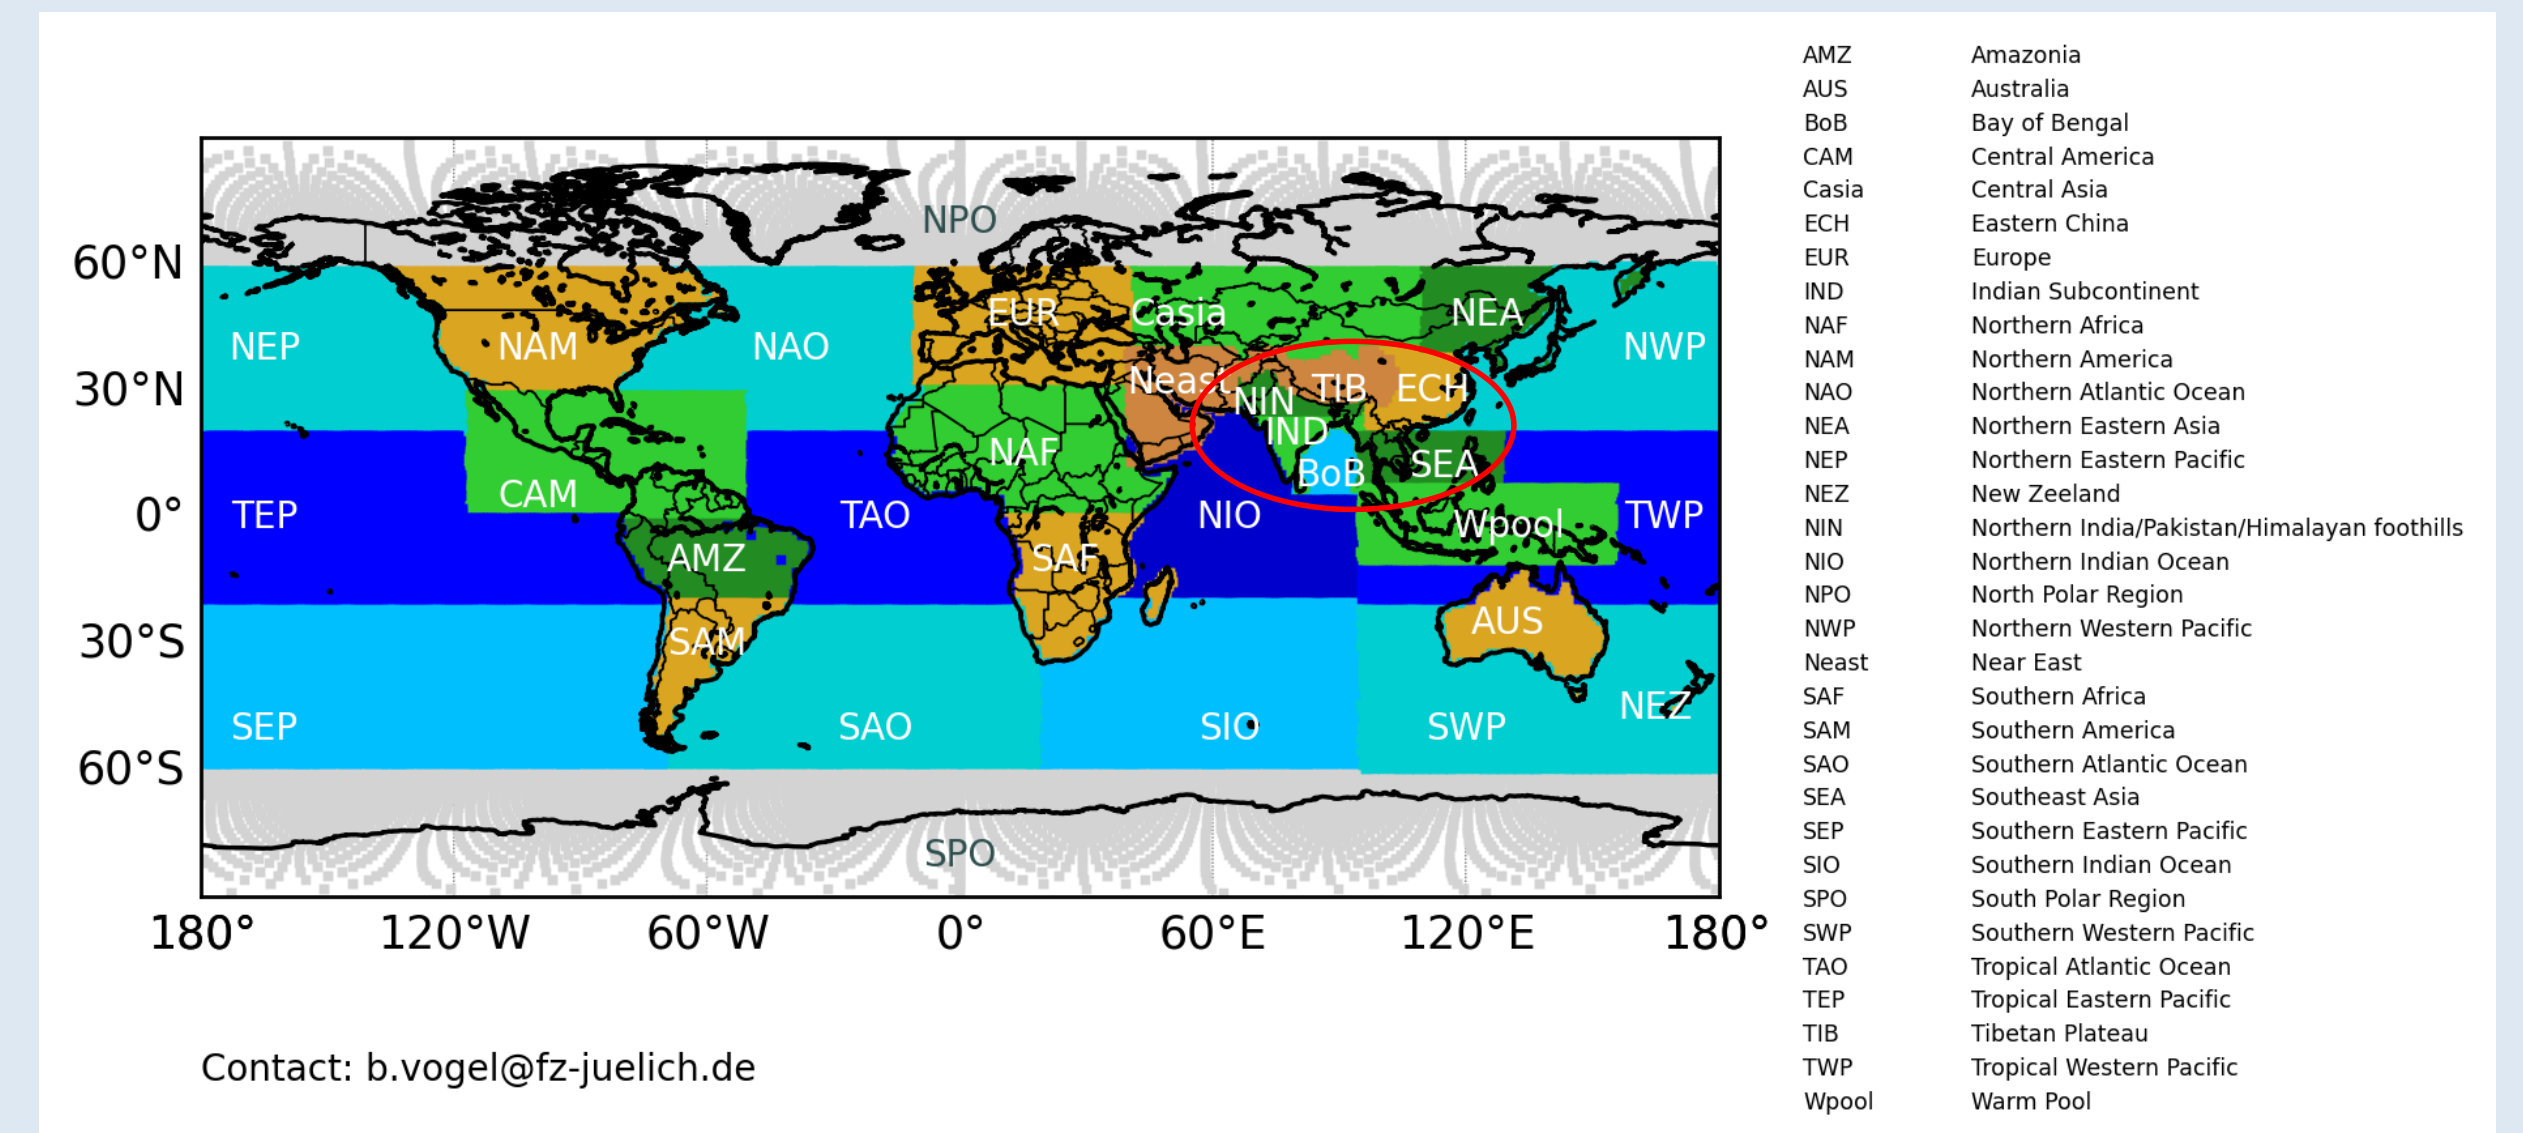 NPO
EUR
Casia
NEA
NEP
NAM
NAO
NWP
Neast
NIN
TIB
ECH
IND
NAF
BoB
SEA
CAM
TEP
TAO
NIO
Wpool
TWP
AMZ
SAF
SAM
AUS
NEZ
SEP
SAO
SIO
SWP
SPO
60°N
30°N
0°
30°S
60°S
180° 120°W 60°W 0° 60°E 120°E 180°
Contact: b.vogel@fz-juelich.de
AMZ Amazonia
AUS Australia
BoB Bay of Bengal
CAM Central America
Casia Central Asia
ECH Eastern China
EUR Europe
IND Indian Subcontinent
NAF Northern Africa
NAM Northern America
NAO Northern Atlantic Ocean
NEA Northern Eastern Asia
NEP Northern Eastern Pacific
NEZ New Zeeland
NIN Northern India/Pakistan/Himalayan foothills
NIO Northern Indian Ocean
NPO North Polar Region
NWP Northern Western Pacific
Neast Near East
SAF Southern Africa
SAM Southern America
SAO Southern Atlantic Ocean
SEA Southeast Asia
SEP Southern Eastern Pacific
SIO Southern Indian Ocean
SPO South Polar Region
SWP Southern Western Pacific
TAO Tropical Atlantic Ocean
TEP Tropical Eastern Pacific
TIB Tibetan Plateau
TWP Tropical Western Pacific
Wpool Warm Pool